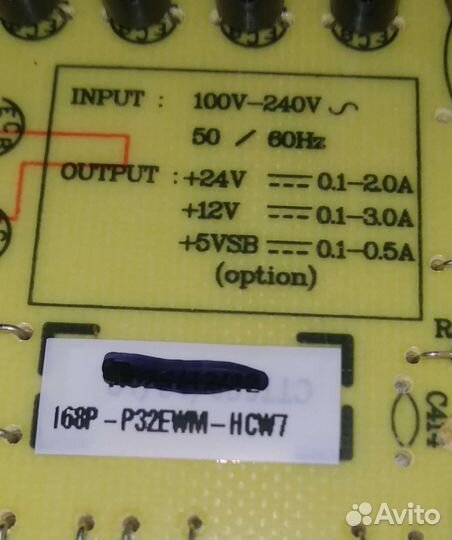 E C B
E C B
E C B
INPUT : 100V-240V ∿
50 / 60Hz
OUTPUT : +24V ⎓ 0.1-2.0A
+12V ⎓ 0.1-3.0A
+5VSB ⎓ 0.1-0.5A
(option)
E C B
R
168P-P32EWM-HCW7
C414
Avito